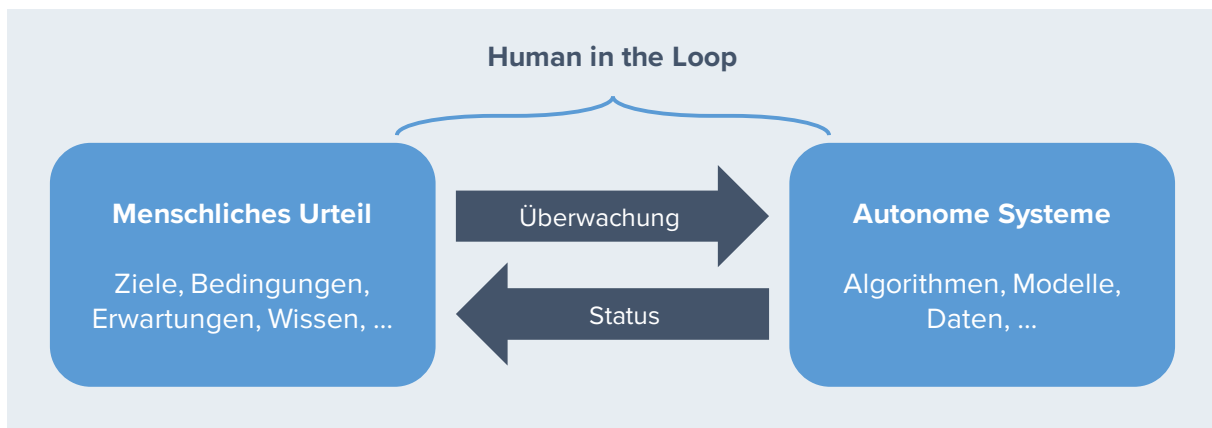 Human in the Loop
Menschliches Urteil
Ziele, Bedingungen,
Erwartungen, Wissen, ...
Überwachung
Status
Autonome Systeme
Algorithmen, Modelle,
Daten, ...